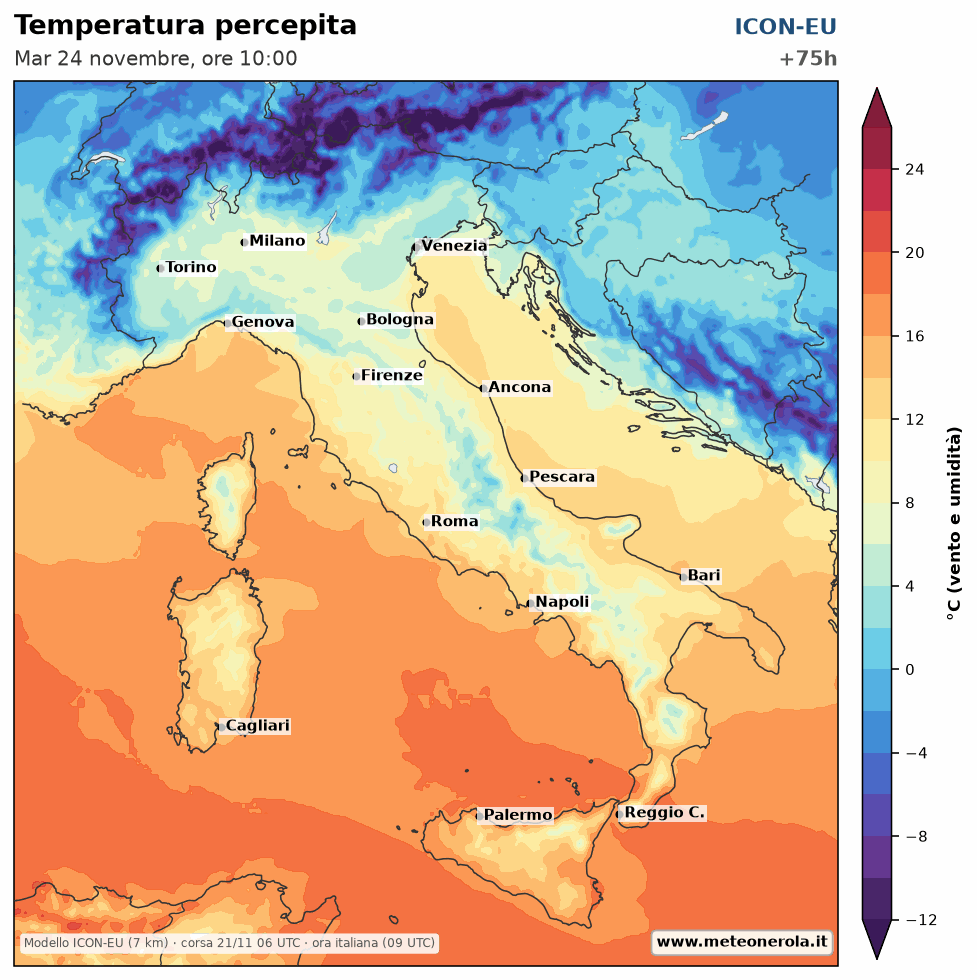 Temperatura percepita
ICON-EU
Mar 24 novembre, ore 10:00
+75h
Milano
Venezia
Torino
Genova
Bologna
Firenze
Ancona
Pescara
Roma
Bari
Napoli
Cagliari
Palermo
Reggio C.
24
20
16
12
8
4
0
−4
−8
−12
°C (vento e umidità)
Modello ICON-EU (7 km) · corsa 21/11 06 UTC · ora italiana (09 UTC)
www.meteonerola.it